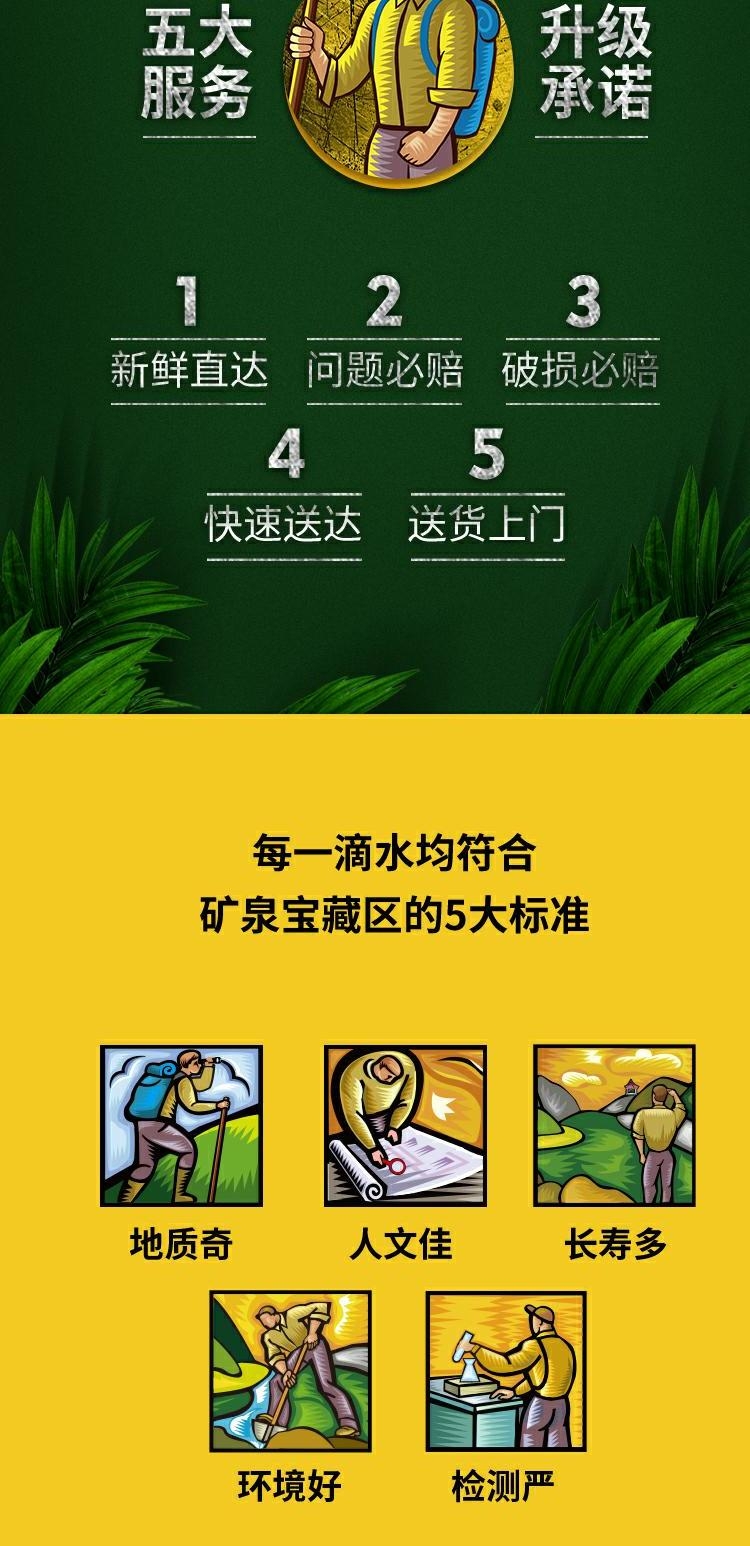 五大
服务
升级
承诺
1
新鲜直达
2
问题必赔
3
破损必赔
4
快速送达
5
送货上门
每一滴水均符合
矿泉宝藏区的5大标准
地质奇
人文佳
长寿多
环境好
检测严